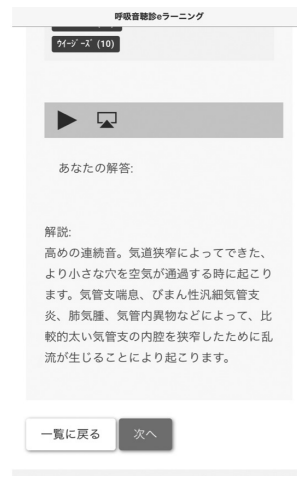 呼吸音聴診eラーニング
ウイージーズ (10)
あなたの解答:
解説:
高めの連続音。気道狭窄によってできた、
より小さな穴を空気が通過する時に起こり
ます。気管支喘息、びまん性汎細気管支
炎、肺気腫、気管内異物などによって、比
較的太い気管支の内腔を狭窄したために乱
流が生じることにより起こります。
一覧に戻る
次へ